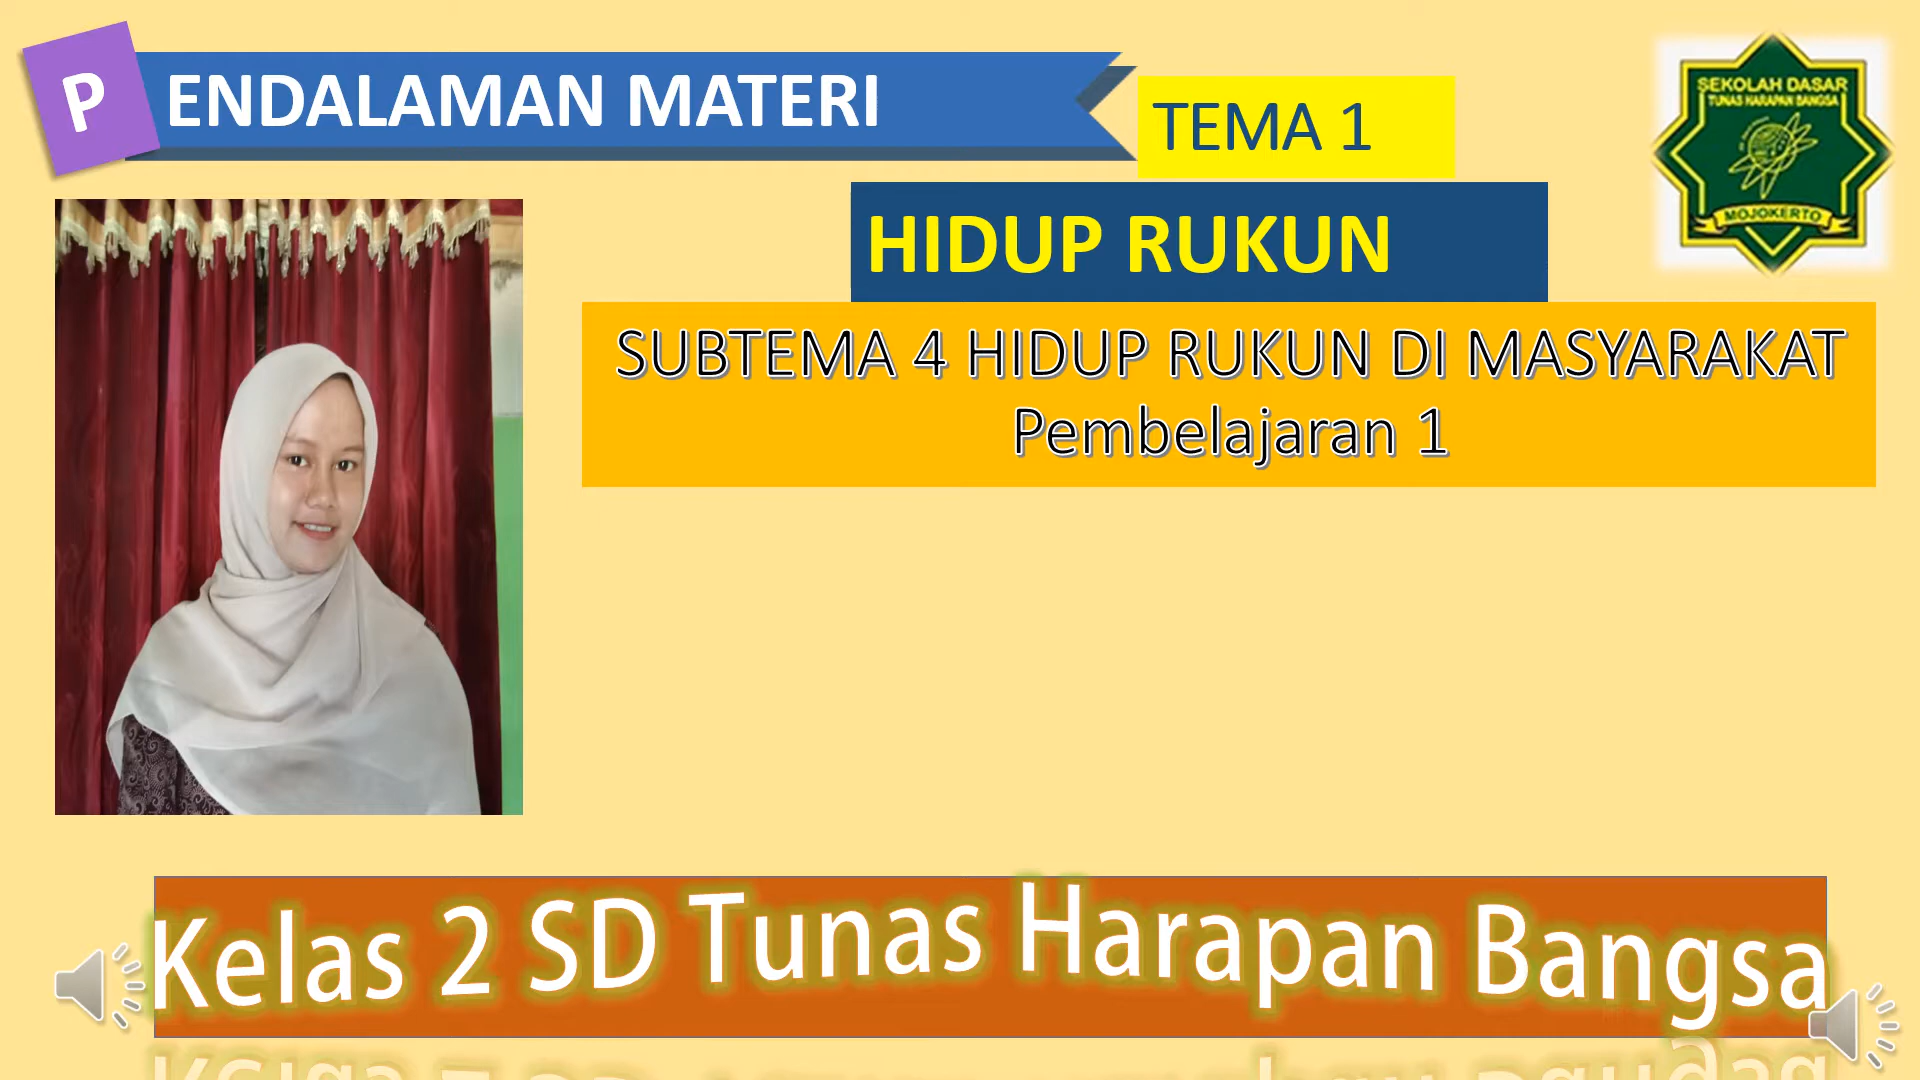 PENDALAMAN MATERI
TEMA 1
SEKOLAH DASAR
TUNAS HARAPAN BANGSA
MOJOKERTO
HIDUP RUKUN
SUBTEMA 4 HIDUP RUKUN DI MASYARAKAT
Pembelajaran 1
Kelas 2 SD Tunas Harapan Bangsa